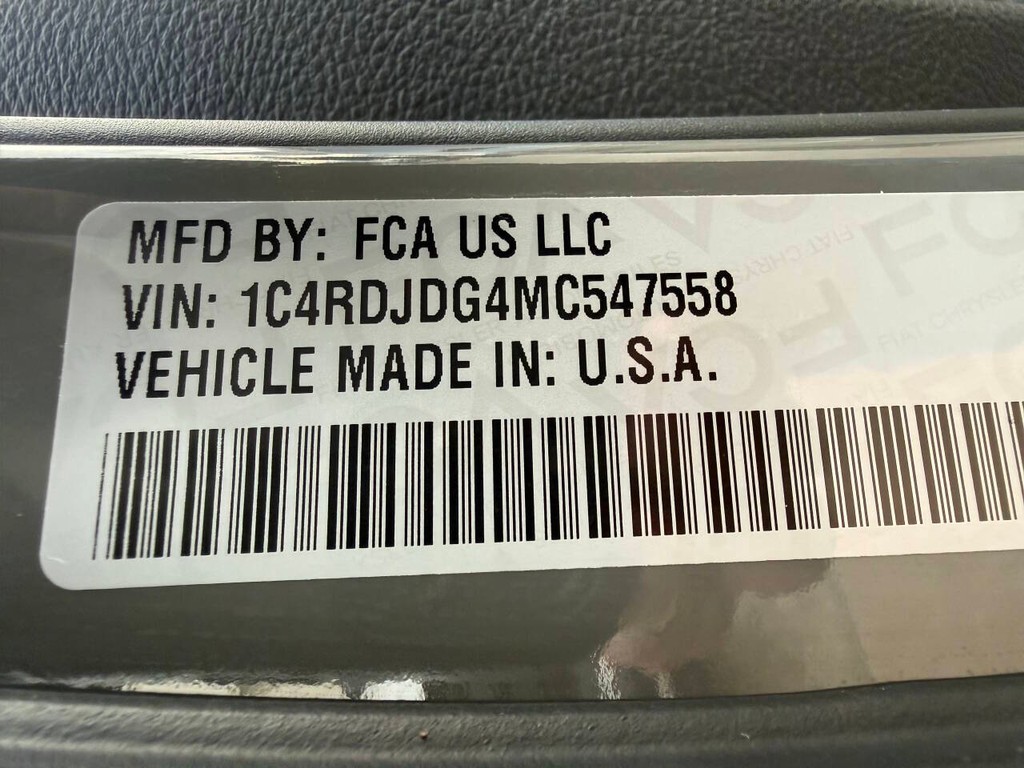 MFD BY: FCA US LLC
VIN: 1C4RDJDG4MC547558
VEHICLE MADE IN: U.S.A.